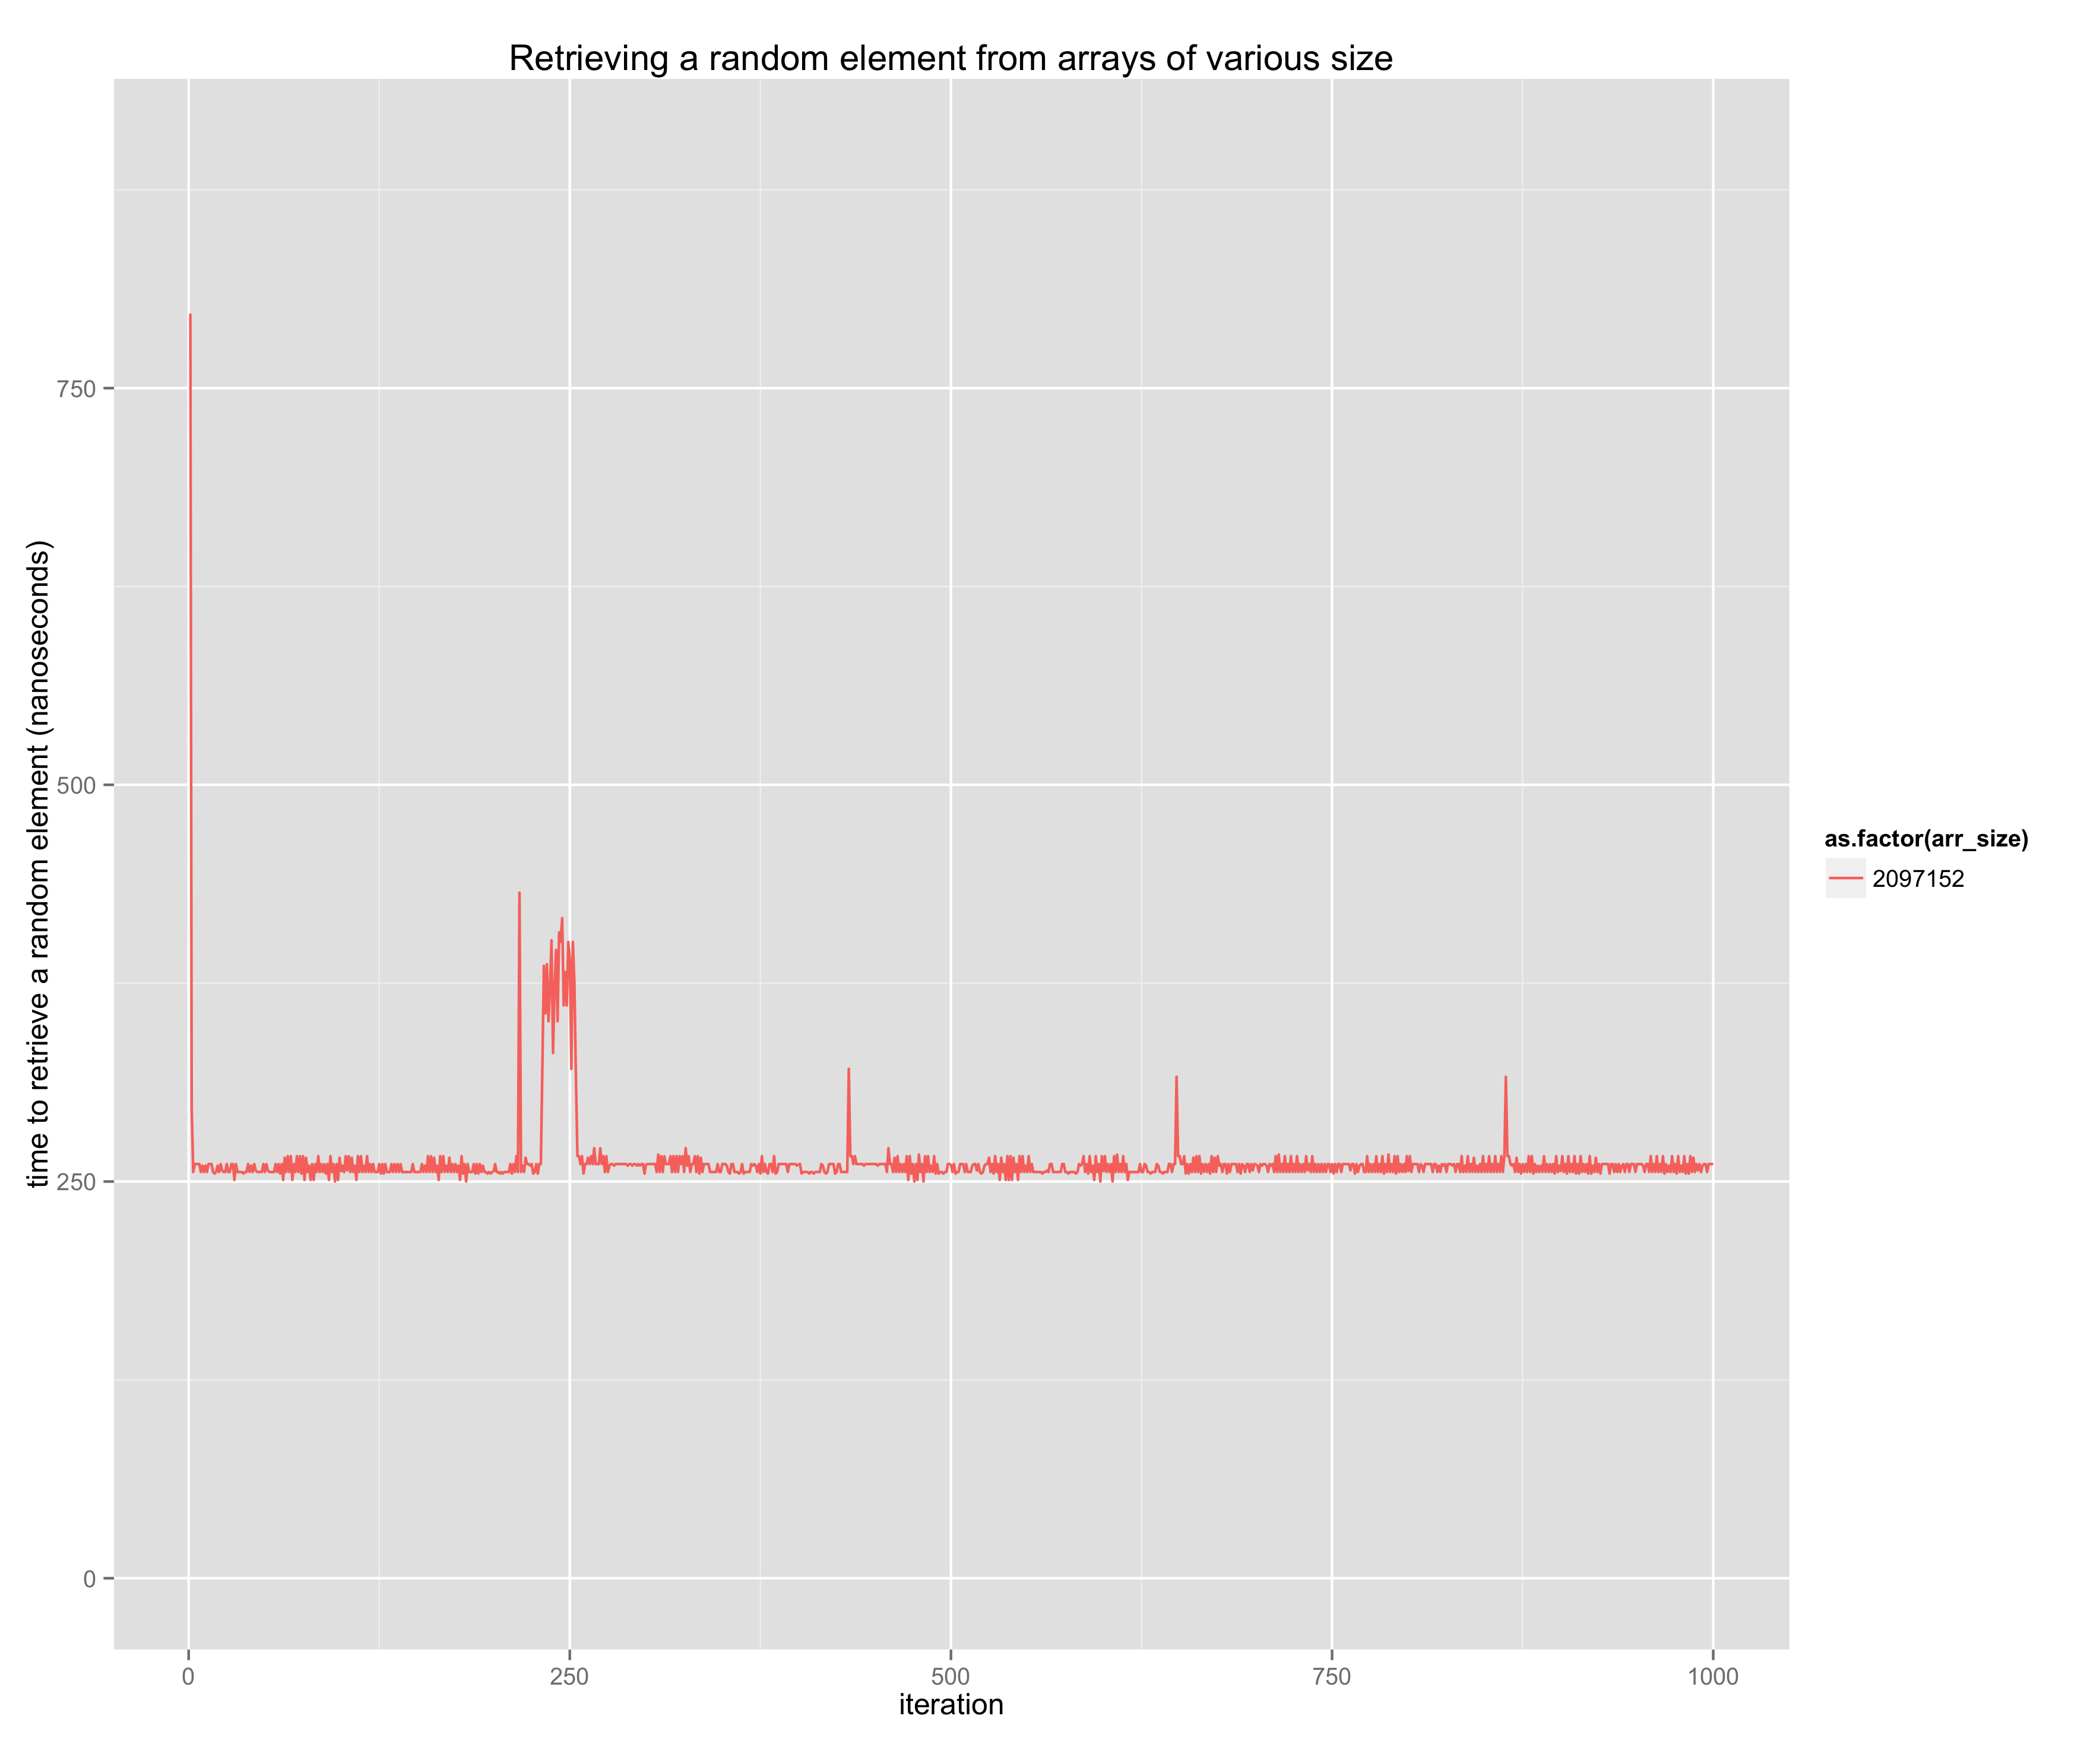 Retrieving a random element from arrays of various size
time to retrieve a random element (nanoseconds)
750
500
250
0
0 250 500 750 1000
iteration
as.factor(arr_size)
2097152